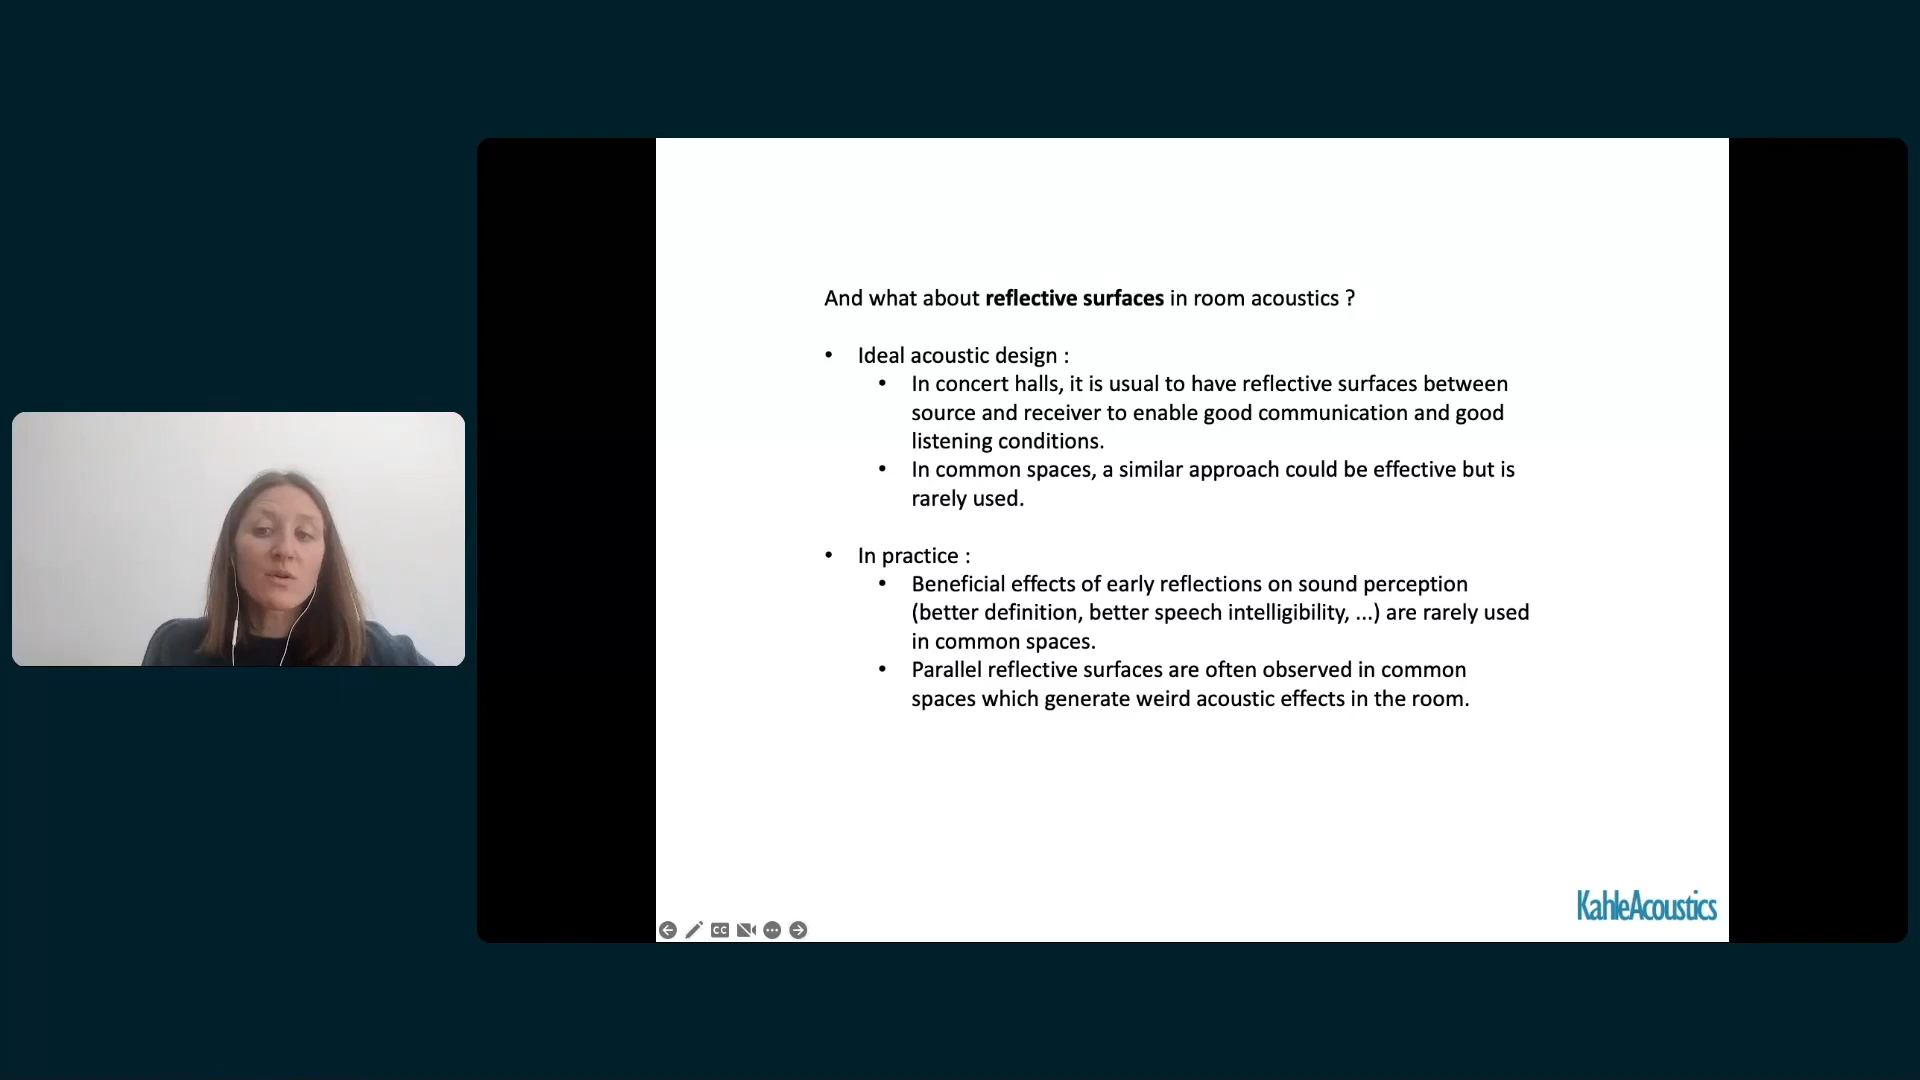 And what about reflective surfaces in room acoustics ?
• Ideal acoustic design :
• In concert halls, it is usual to have reflective surfaces between
source and receiver to enable good communication and good
listening conditions.
• In common spaces, a similar approach could be effective but is
rarely used.
• In practice :
• Beneficial effects of early reflections on sound perception
(better definition, better speech intelligibility, ...) are rarely used
in common spaces.
• Parallel reflective surfaces are often observed in common
spaces which generate weird acoustic effects in the room.
KahleAcoustics
CC